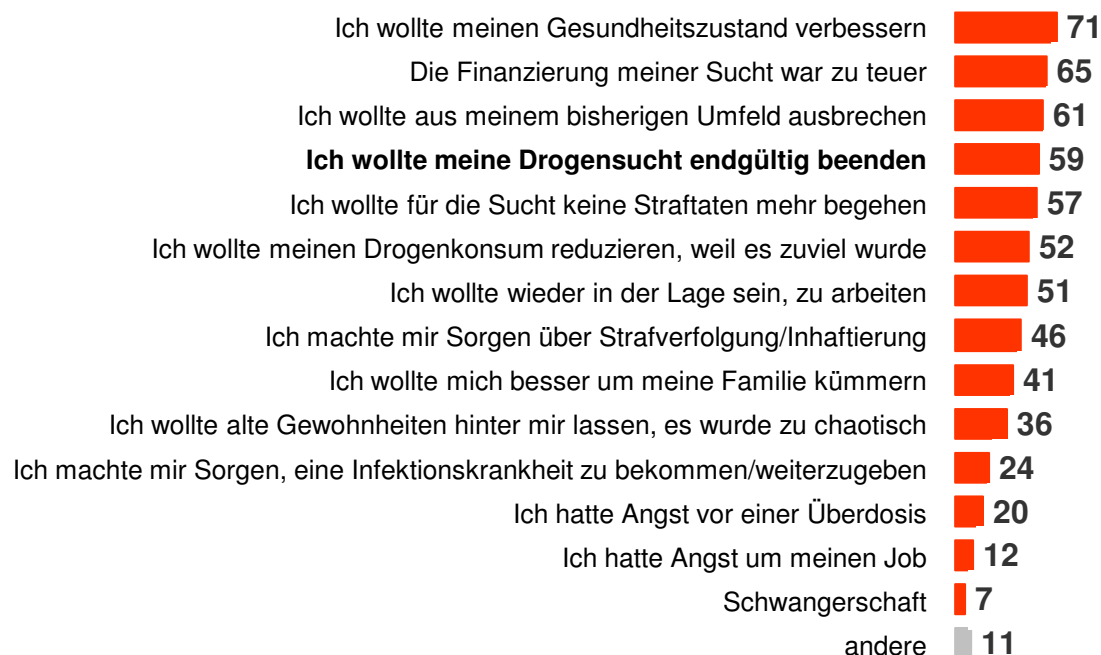 Ich wollte meinen Gesundheitszustand verbessern 71
Die Finanzierung meiner Sucht war zu teuer 65
Ich wollte aus meinem bisherigen Umfeld ausbrechen 61
Ich wollte meine Drogensucht endgültig beenden 59
Ich wollte für die Sucht keine Straftaten mehr begehen 57
Ich wollte meinen Drogenkonsum reduzieren, weil es zuviel wurde 52
Ich wollte wieder in der Lage sein, zu arbeiten 51
Ich machte mir Sorgen über Strafverfolgung/Inhaftierung 46
Ich wollte mich besser um meine Familie kümmern 41
Ich wollte alte Gewohnheiten hinter mir lassen, es wurde zu chaotisch 36
Ich machte mir Sorgen, eine Infektionskrankheit zu bekommen/weiterzugeben 24
Ich hatte Angst vor einer Überdosis 20
Ich hatte Angst um meinen Job 12
Schwangerschaft 7
andere 11